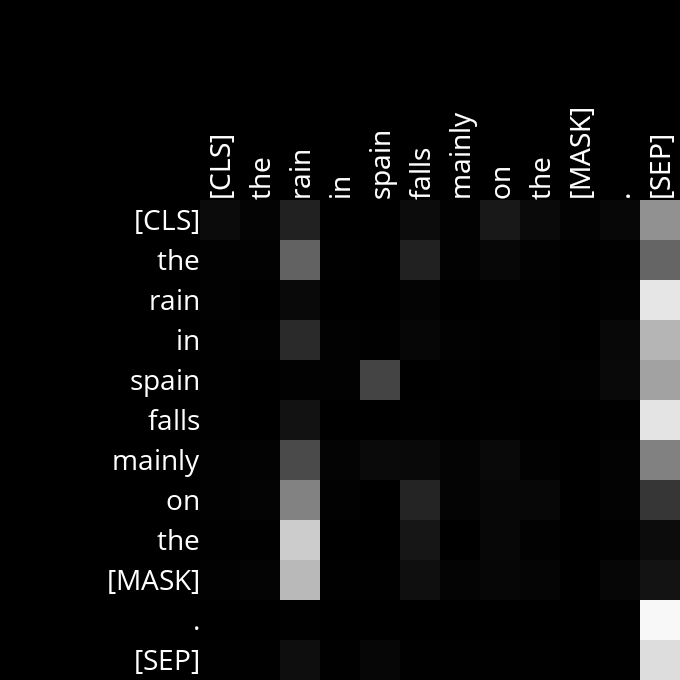 [CLS] the rain in spain falls mainly on the [MASK] . [SEP]
[CLS]
the
rain
in
spain
falls
mainly
on
the
[MASK]
.
[SEP]